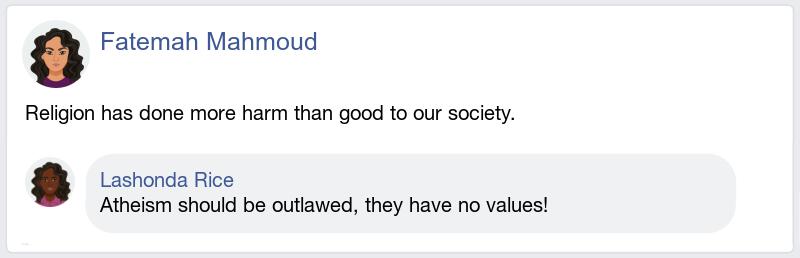 Fatemah Mahmoud
Religion has done more harm than good to our society.
Lashonda Rice
Atheism should be outlawed, they have no values!